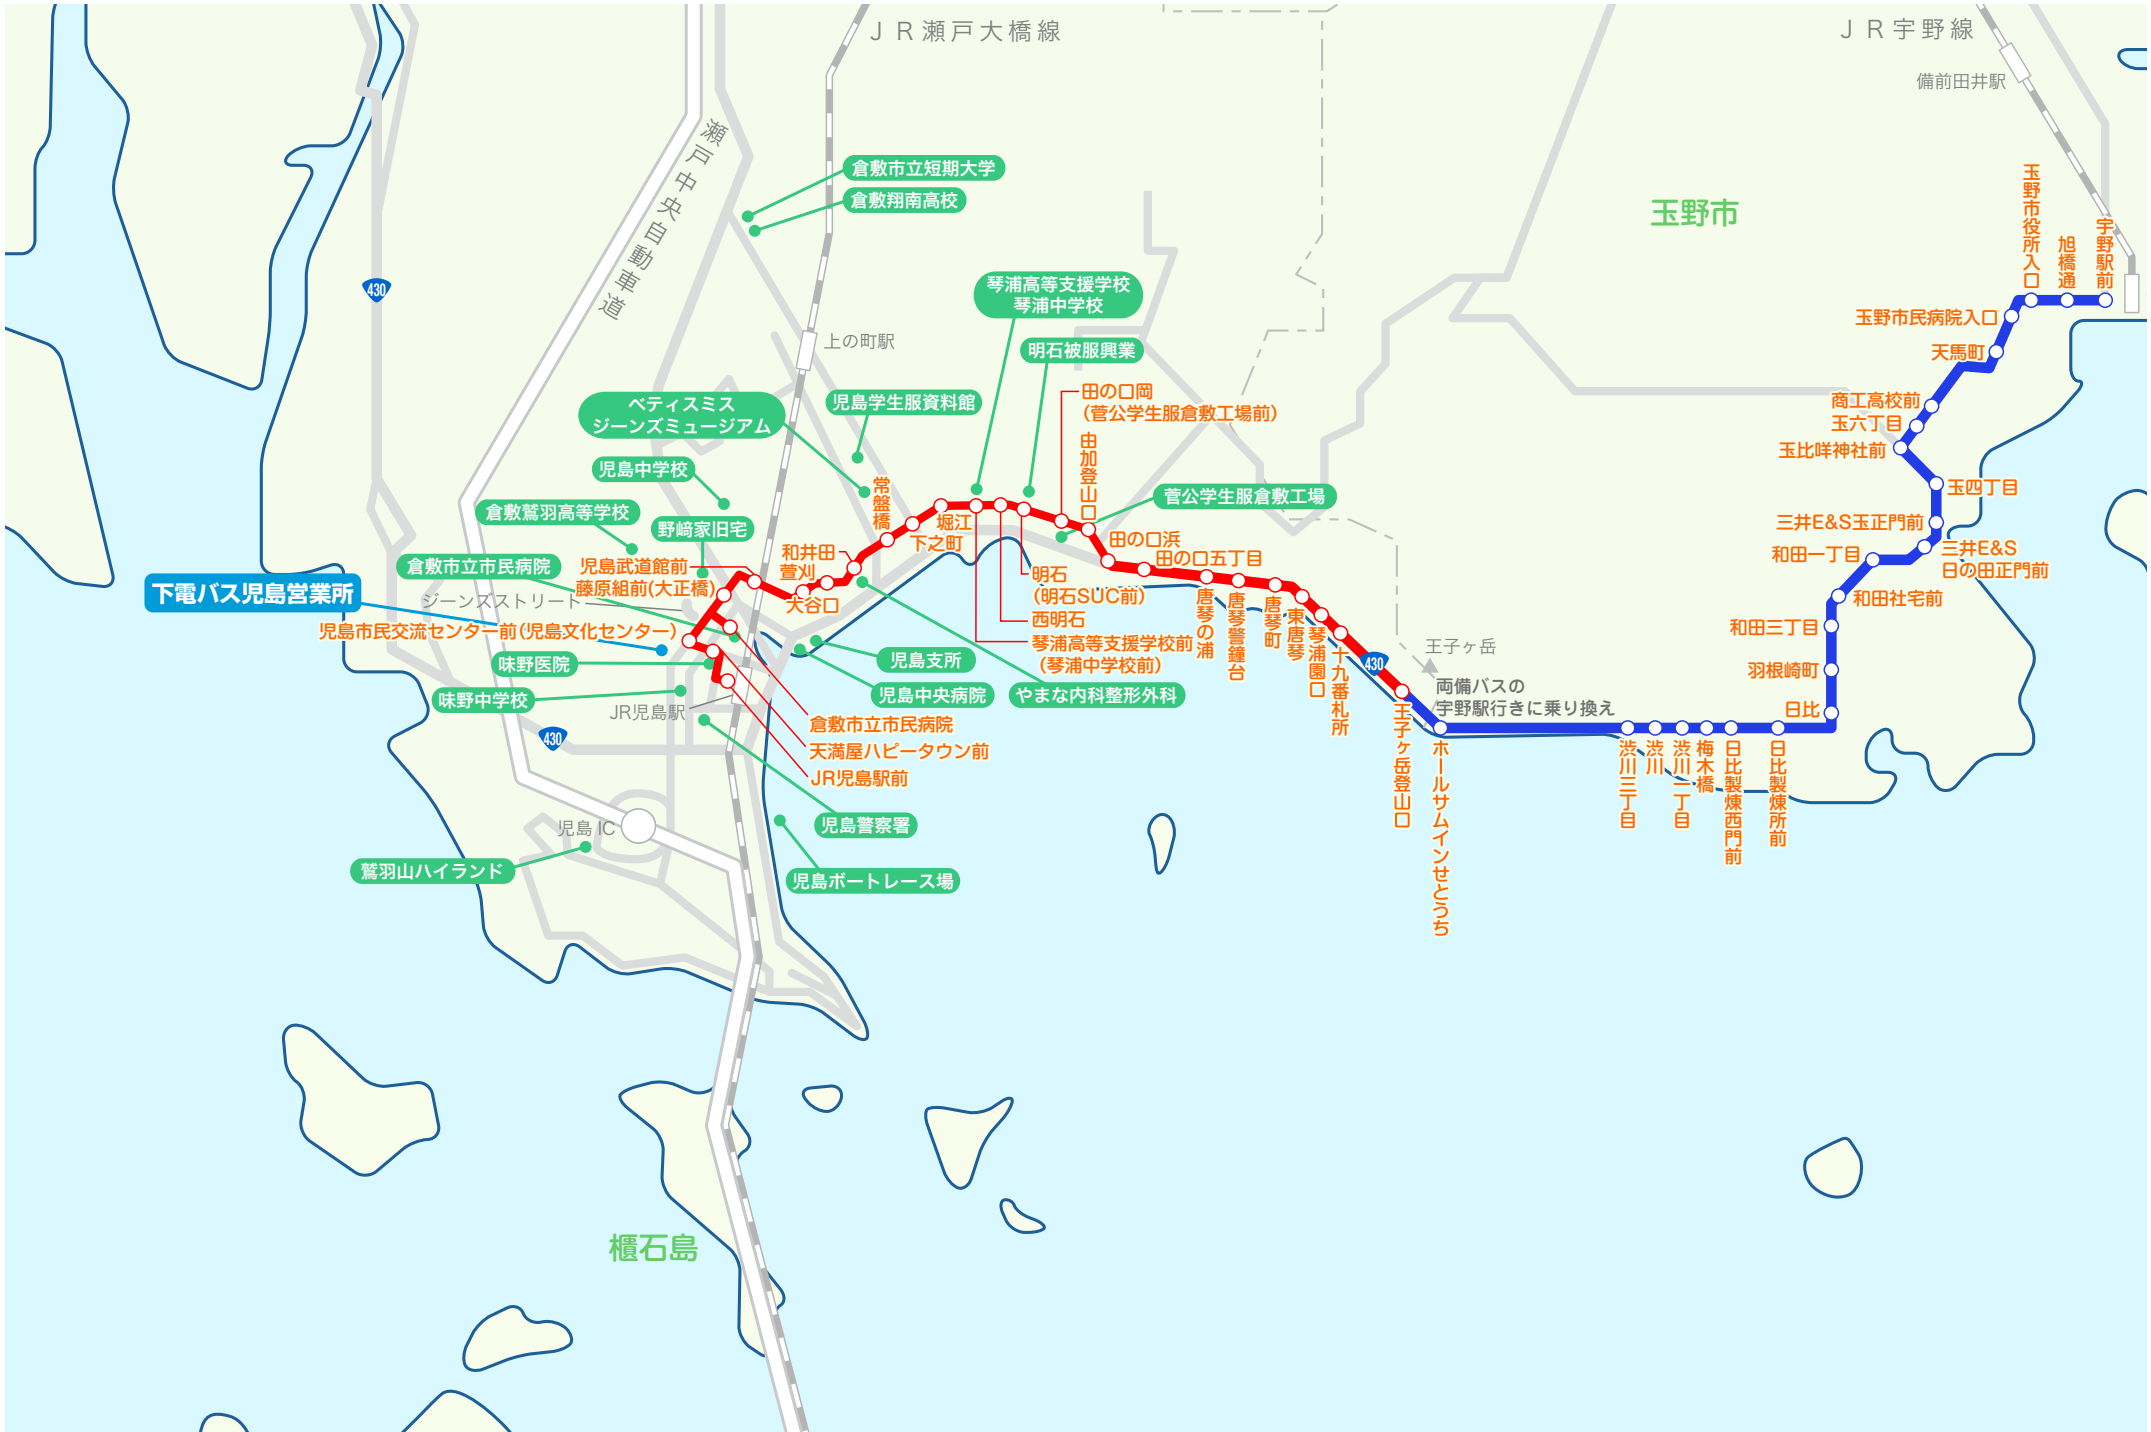 ＪＲ瀬戸大橋線
ＪＲ宇野線
備前田井駅
瀬戸中央自動車道
倉敷市立短期大学
倉敷翔南高校
玉野市
玉野市役所入口
旭橋通
宇野駅前
430
琴浦高等支援学校
琴浦中学校
玉野市民病院入口
上の町駅
明石被服興業
天馬町
ベティスミス
ジーンズミュージアム
児島学生服資料館
田の口岡
(菅公学生服倉敷工場前)
商工高校前
玉六丁目
由加登山口
玉比咩神社前
児島中学校
常盤橋
菅公学生服倉敷工場
玉四丁目
倉敷鷲羽高等学校
野﨑家旧宅
堀江
下之町
三井E&S玉正門前
田の口浜
田の口五丁目
和田一丁目
三井E&S
日の田正門前
倉敷市立市民病院
児島武道館前
藤原組前(大正橋)
和井田
萱刈
大谷口
明石
(明石SUC前)
西明石
琴浦高等支援学校前
(琴浦中学校前)
下電バス児島営業所
ジーンズストリート
児島市民交流センター前(児島文化センター)
唐琴の浦
唐琴警鐘台
唐琴町
東唐琴
琴浦園口
十九番札所
430
王子ヶ岳
和田社宅前
和田三丁目
羽根崎町
日比
味野医院
児島支所
味野中学校
児島中央病院
やまな内科整形外科
両備バスの
宇野駅行きに乗り換え
JR児島駅
倉敷市立市民病院
天満屋ハピータウン前
JR児島駅前
430
王子ヶ岳登山口
ホールサムインせとうち
渋川三丁目
渋川
渋川一丁目
梅木橋
日比製煉西門前
日比製煉所前
児島 IC
児島警察署
鷲羽山ハイランド
児島ボートレース場
櫃石島